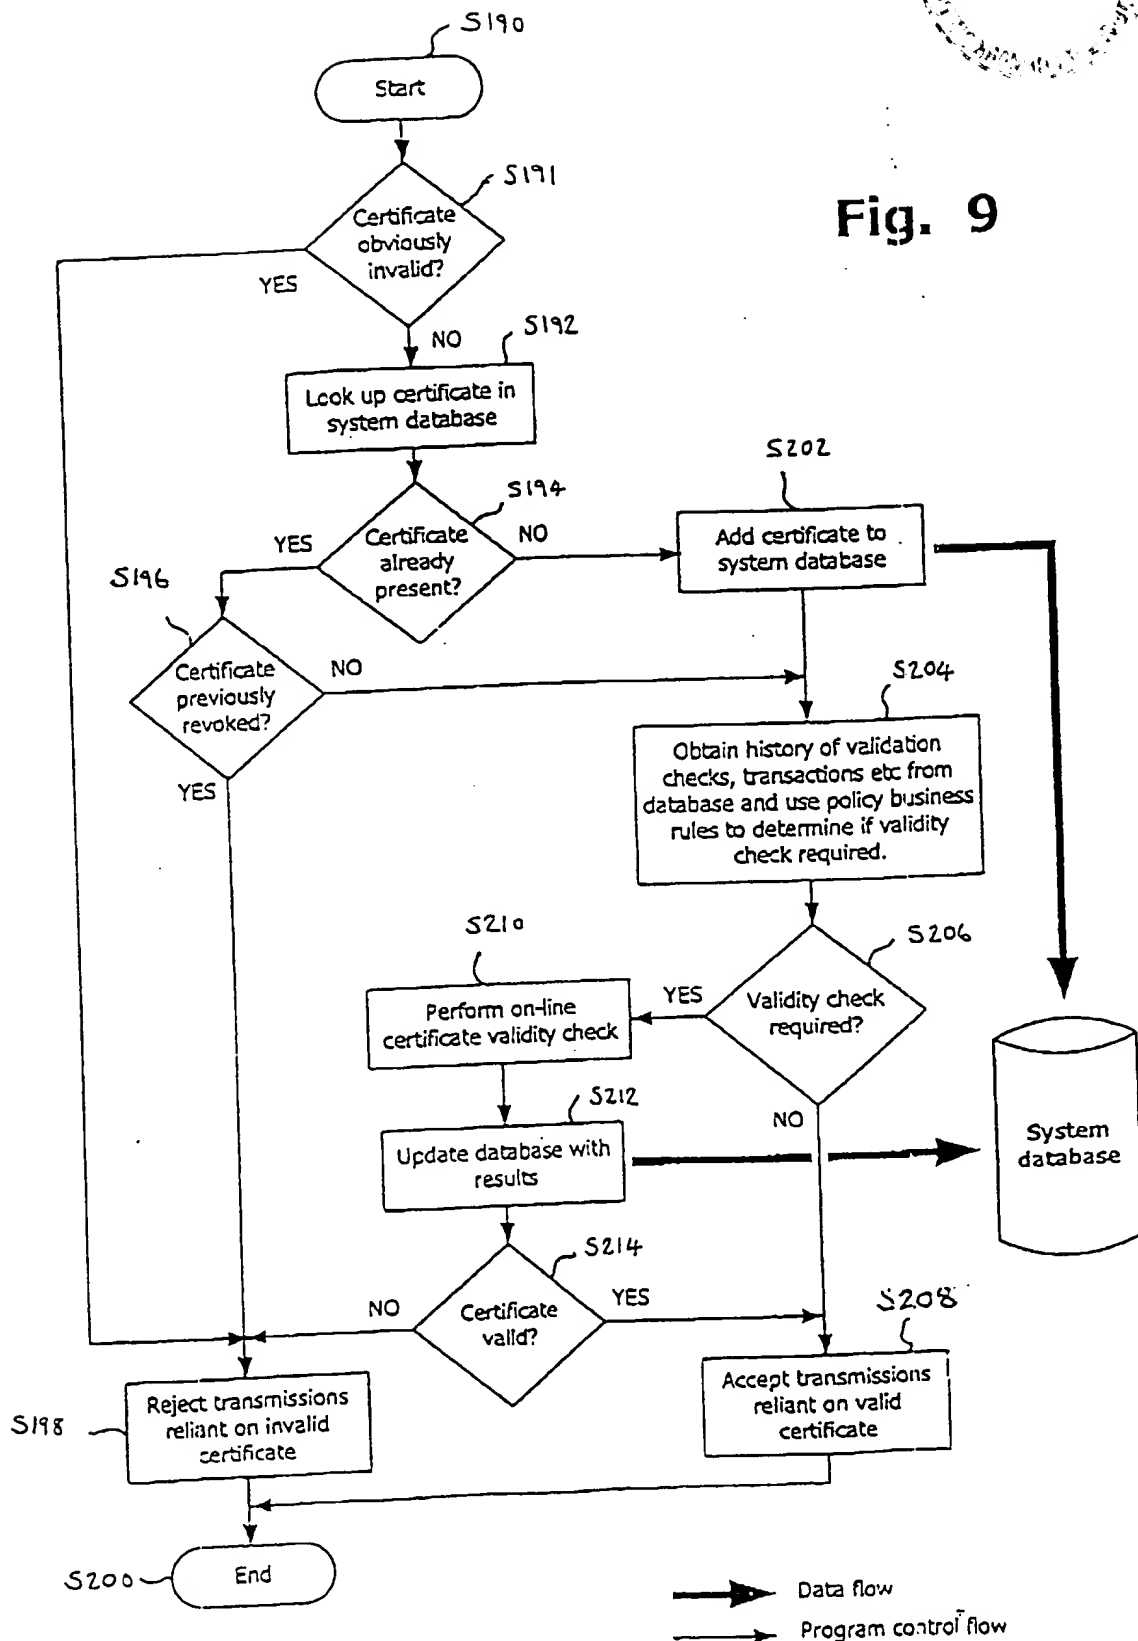 S190
Start
S191
Fig. 9
Certificate
obviously
invalid?
YES
NO
S192
Look up certificate in
system database
S194
S202
Certificate
already
present?
YES
NO
Add certificate to
system database
S196
Certificate
previously
revoked?
NO
YES
S204
Obtain history of validation
checks, transactions etc from
database and use policy business
rules to determine if validity
check required.
S210
S206
Perform on-line
certificate validity check
YES
Validity check
required?
NO
S212
Update database with
results
System
database
S214
Certificate
valid?
NO
YES
S208
S198
Reject transmissions
reliant on invalid
certificate
Accept transmissions
reliant on valid
certificate
S200
End
Data flow
Program control flow